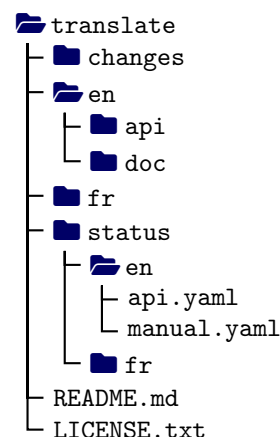 translate
changes
en
api
doc
fr
status
en
api.yaml
manual.yaml
fr
README.md
LICENSE.txt